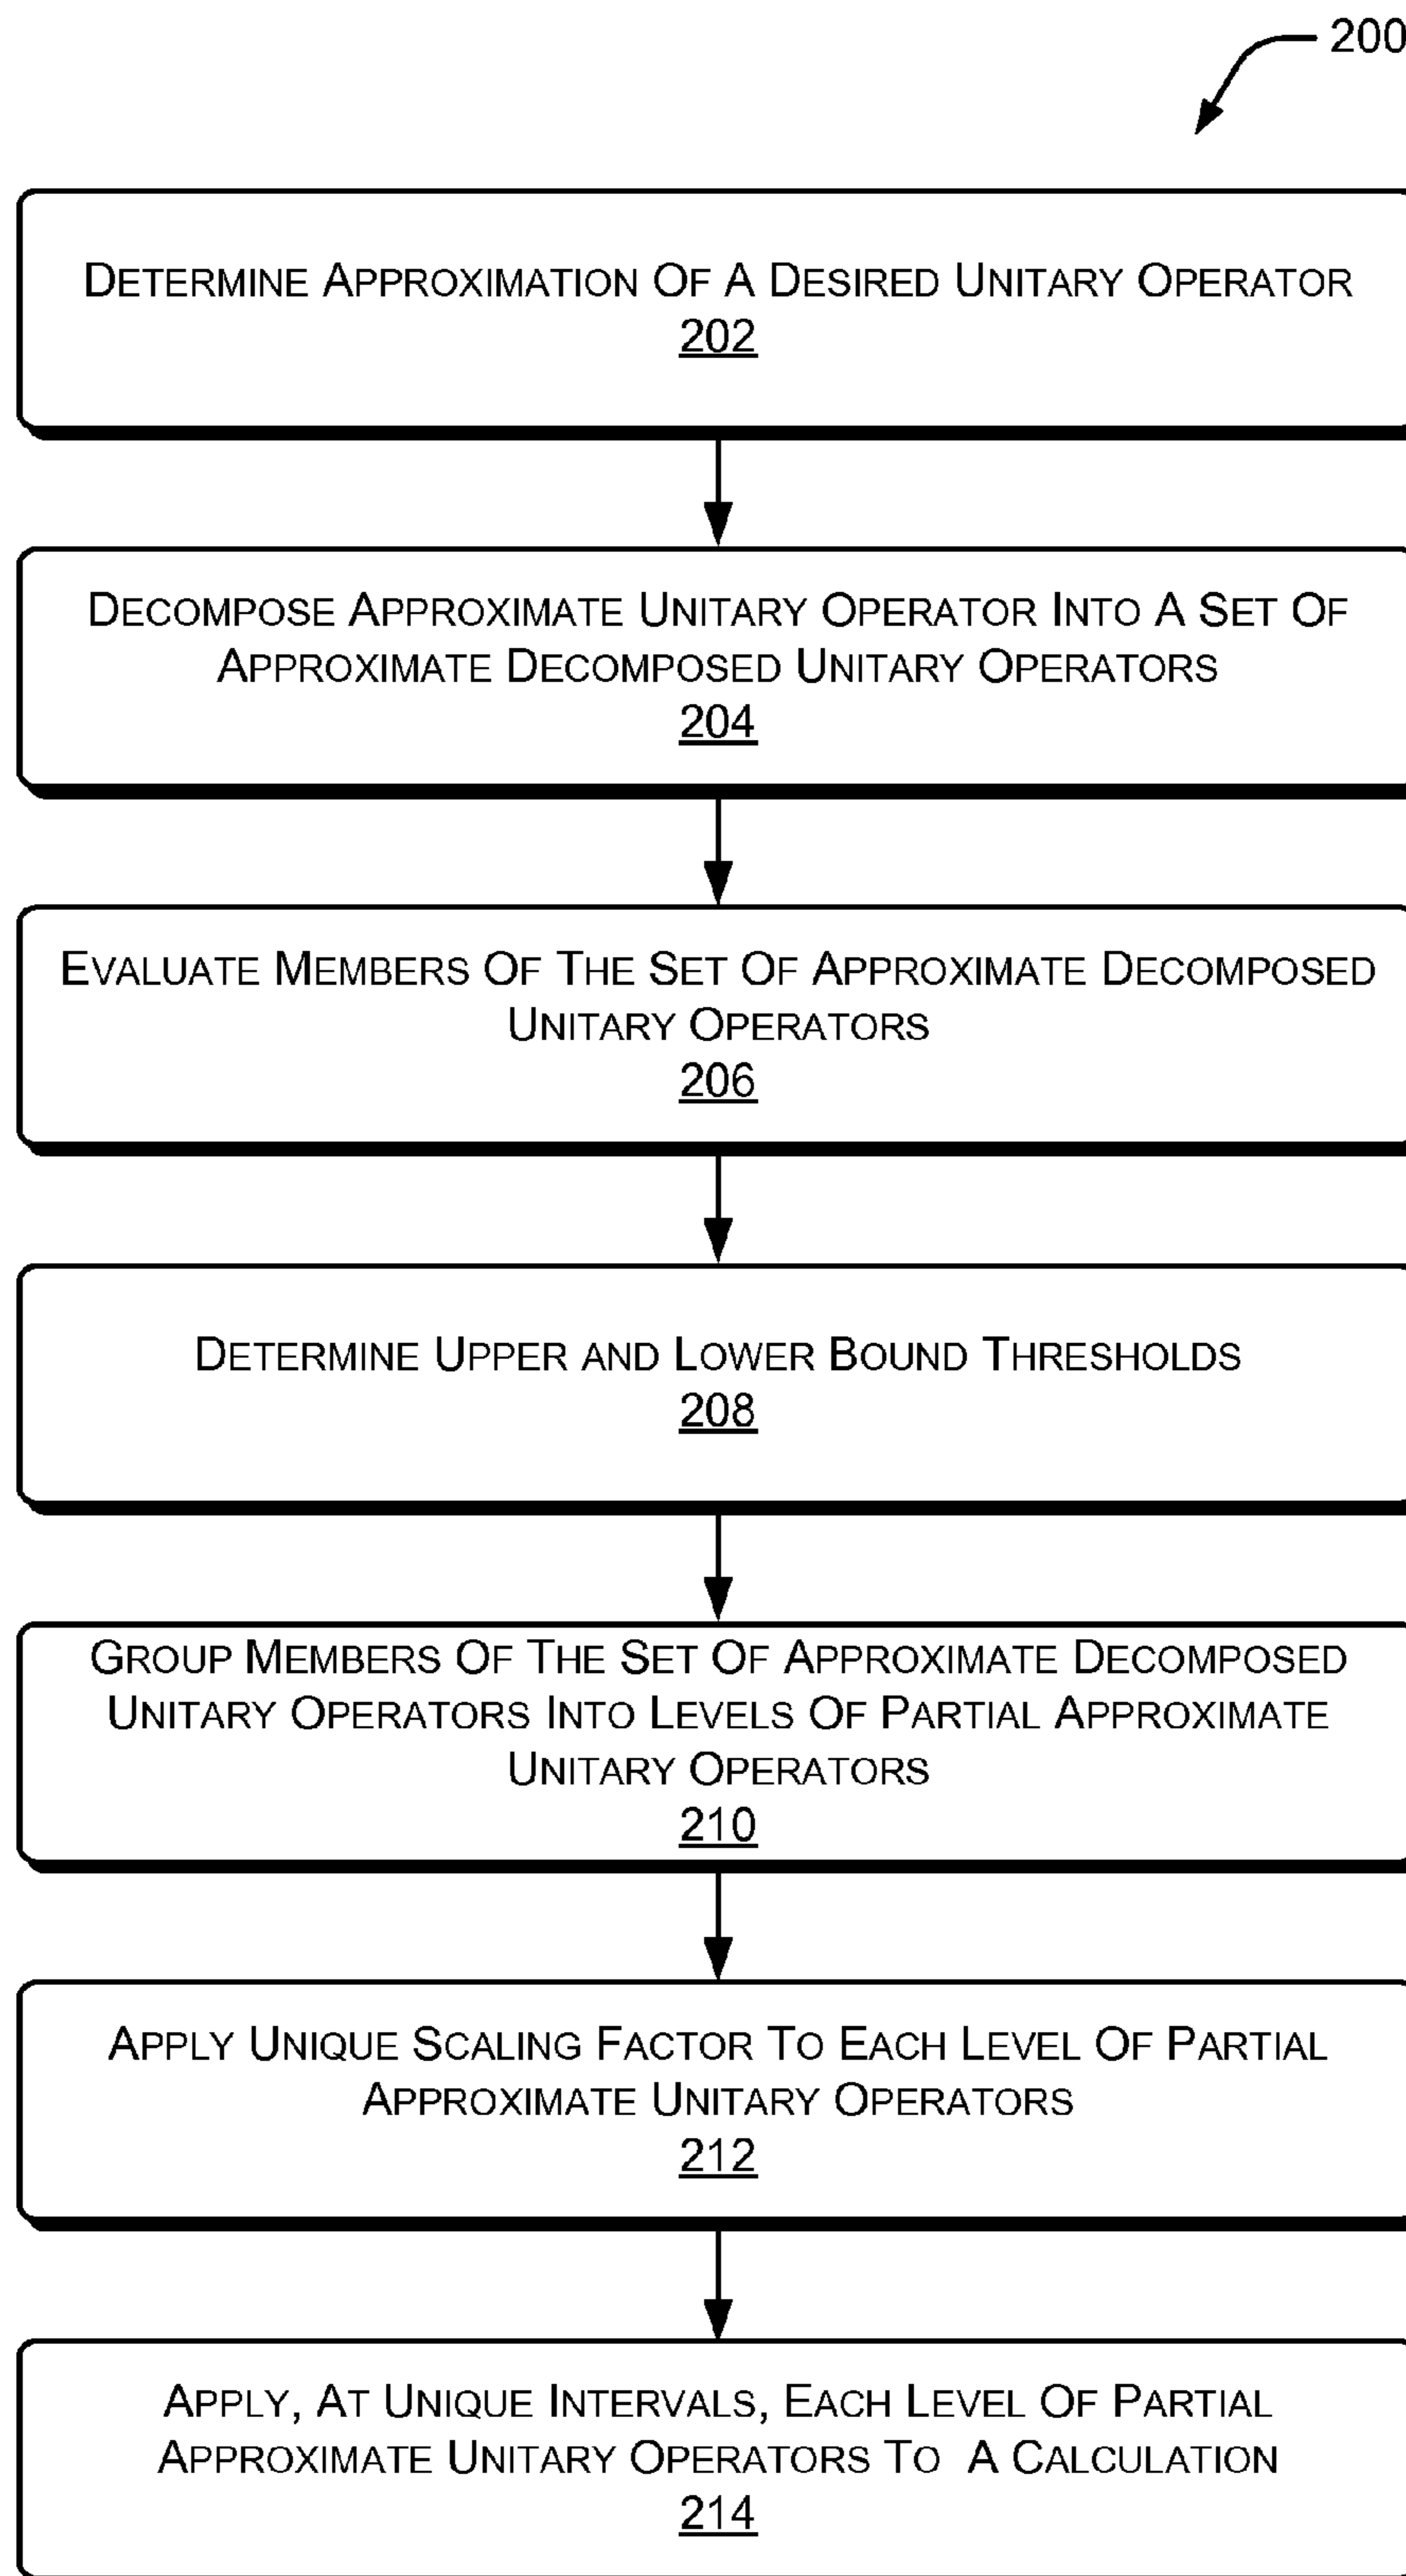 200
DETERMINE APPROXIMATION OF A DESIRED UNITARY OPERATOR
202
DECOMPOSE APPROXIMATE UNITARY OPERATOR INTO A SET OF
APPROXIMATE DECOMPOSED UNITARY OPERATORS
204
EVALUATE MEMBERS OF THE SET OF APPROXIMATE DECOMPOSED
UNITARY OPERATORS
206
DETERMINE UPPER AND LOWER BOUND THRESHOLDS
208
GROUP MEMBERS OF THE SET OF APPROXIMATE DECOMPOSED
UNITARY OPERATORS INTO LEVELS OF PARTIAL APPROXIMATE
UNITARY OPERATORS
210
APPLY UNIQUE SCALING FACTOR TO EACH LEVEL OF PARTIAL
APPROXIMATE UNITARY OPERATORS
212
APPLY, AT UNIQUE INTERVALS, EACH LEVEL OF PARTIAL
APPROXIMATE UNITARY OPERATORS TO A CALCULATION
214